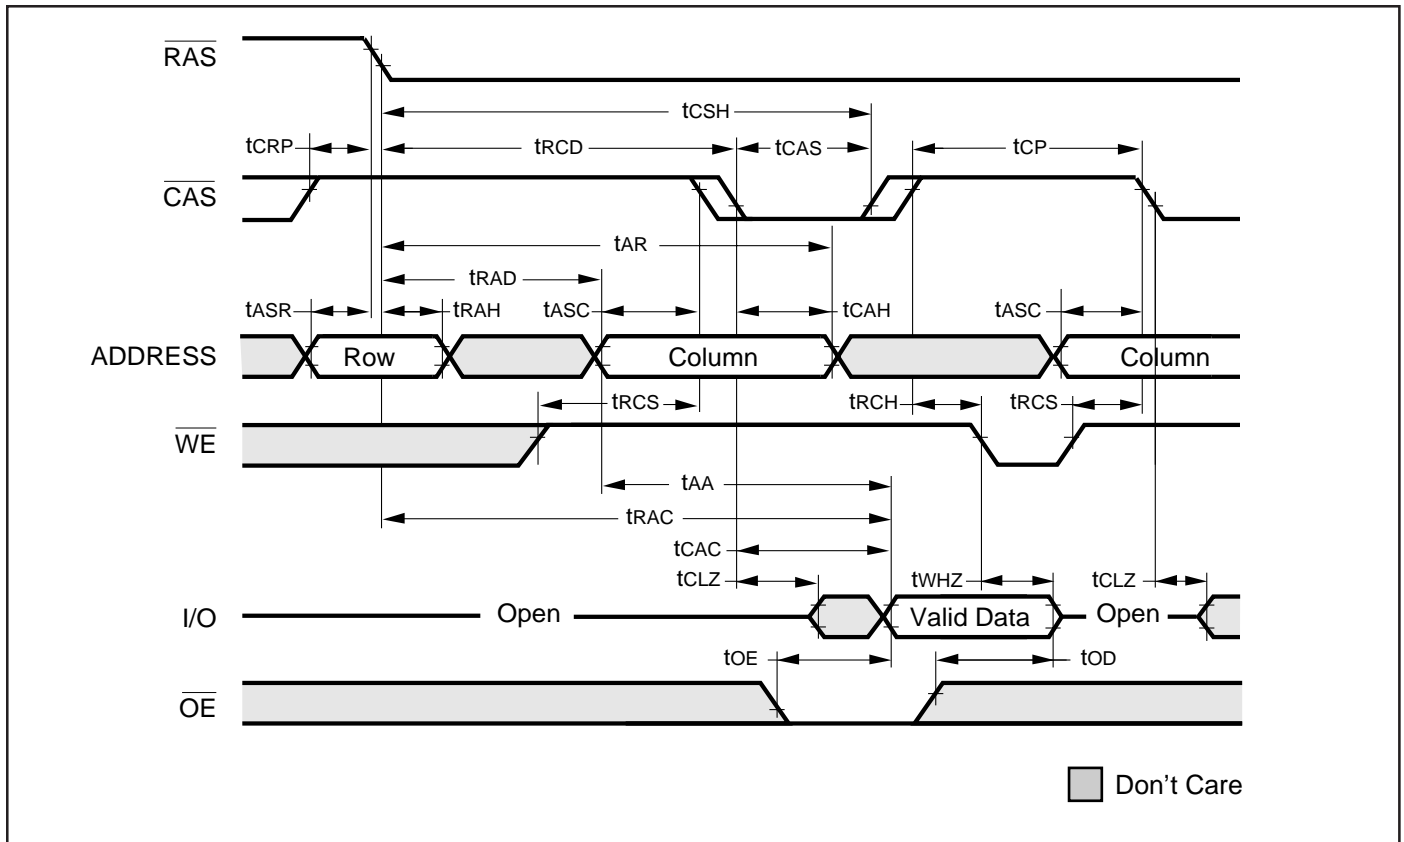 RAS
tCSH
tCRP tRCD tCAS tCP
CAS
tAR
tRAD
tASR tRAH tASC tCAH tASC
ADDRESS Row Column Column
tRCS tRCH tRCS
WE
tAA
tRAC
tCAC
tCLZ tWHZ tCLZ
I/O Open Valid Data Open
tOE tOD
OE
Don't Care